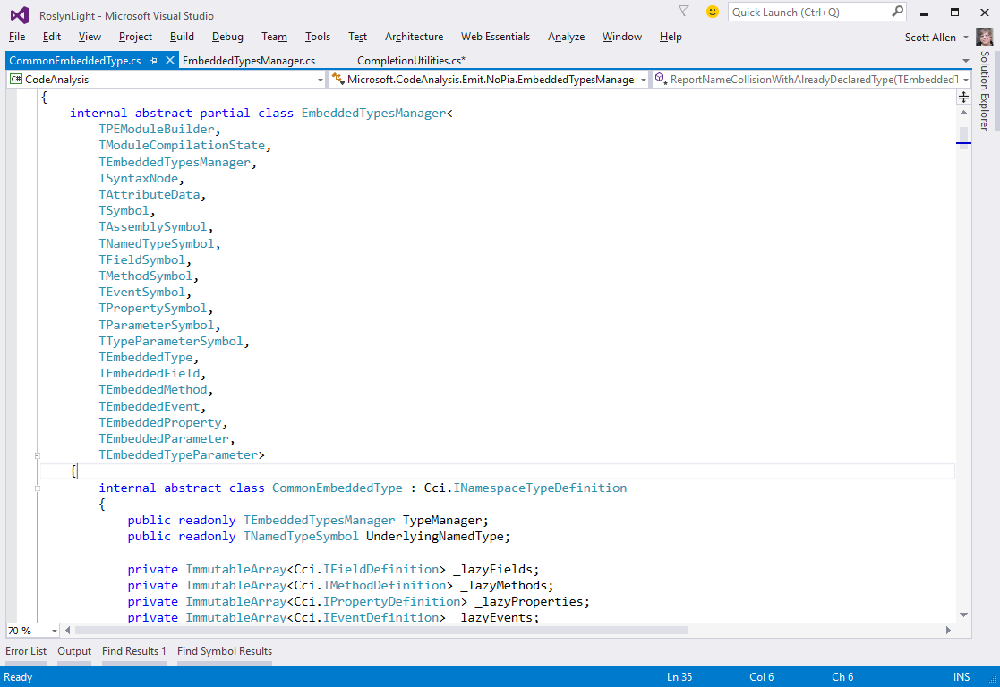 RoslynLight - Microsoft Visual Studio
Quick Launch (Ctrl+Q)
File Edit View Project Build Debug Team Tools Test Architecture Web Essentials Analyze Window Help
Scott Allen
CommonEmbeddedType.cs EmbeddedTypesManager.cs CompletionUtilities.cs*
Solution Explorer
C# CodeAnalysis Microsoft.CodeAnalysis.Emit.NoPia.EmbeddedTypesManage ReportNameCollisionWithAlreadyDeclaredType(TEmbeddedT
{
internal abstract partial class EmbeddedTypesManager<
TPEModuleBuilder,
TModuleCompilationState,
TEmbeddedTypesManager,
TSyntaxNode,
TAttributeData,
TSymbol,
TAssemblySymbol,
TNamedTypeSymbol,
TFieldSymbol,
TMethodSymbol,
TEventSymbol,
TPropertySymbol,
TParameterSymbol,
TTypeParameterSymbol,
TEmbeddedType,
TEmbeddedField,
TEmbeddedMethod,
TEmbeddedEvent,
TEmbeddedProperty,
TEmbeddedParameter,
TEmbeddedTypeParameter>
{
internal abstract class CommonEmbeddedType : Cci.INamespaceTypeDefinition
{
public readonly TEmbeddedTypesManager TypeManager;
public readonly TNamedTypeSymbol UnderlyingNamedType;
private ImmutableArray<Cci.IFieldDefinition> _lazyFields;
private ImmutableArray<Cci.IMethodDefinition> _lazyMethods;
private ImmutableArray<Cci.IPropertyDefinition> _lazyProperties;
private ImmutableArray<Cci.IEventDefinition> _lazyEvents;
70 %
Error List Output Find Results 1 Find Symbol Results
Ready Ln 35 Col 6 Ch 6 INS